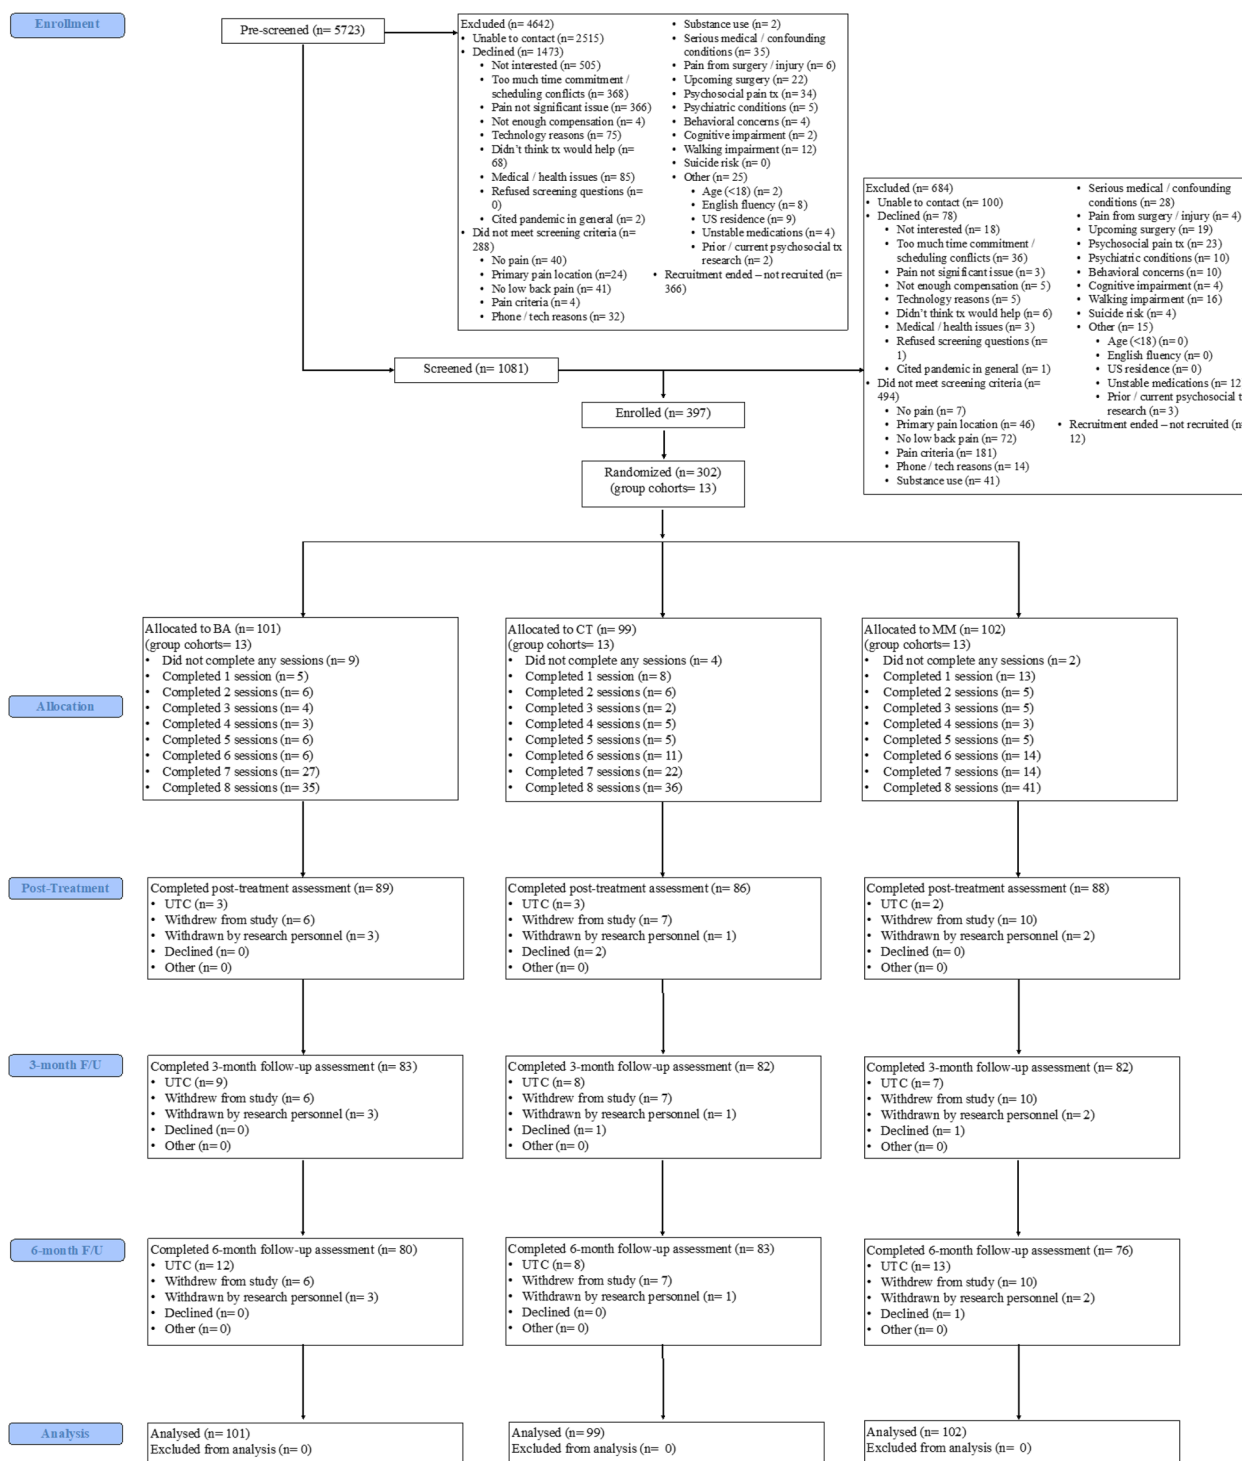 Enrollment
Pre-screened (n= 5723)
Excluded (n= 4642)
• Unable to contact (n= 2515)
• Declined (n= 1473)
• Not interested (n= 505)
• Too much time commitment /
scheduling conflicts (n= 368)
• Pain not significant issue (n= 366)
• Not enough compensation (n= 4)
• Technology reasons (n= 75)
• Didn't think tx would help (n=
68)
• Medical / health issues (n= 85)
• Refused screening questions (n=
0)
• Cited pandemic in general (n= 2)
• Did not meet screening criteria (n=
288)
• No pain (n= 40)
• Primary pain location (n=24)
• No low back pain (n= 41)
• Pain criteria (n= 4)
• Phone / tech reasons (n= 32)
• Substance use (n= 2)
• Serious medical / confounding
conditions (n= 35)
• Pain from surgery / injury (n= 6)
• Upcoming surgery (n= 22)
• Psychosocial pain tx (n= 34)
• Psychiatric conditions (n= 5)
• Behavioral concerns (n= 4)
• Cognitive impairment (n= 2)
• Walking impairment (n= 12)
• Suicide risk (n= 0)
• Other (n= 25)
• Age (<18) (n= 2)
• English fluency (n= 8)
• US residence (n= 9)
• Unstable medications (n= 4)
• Prior / current psychosocial tx
research (n= 2)
• Recruitment ended – not recruited (n=
366)
Screened (n= 1081)
Excluded (n= 684)
• Unable to contact (n= 100)
• Declined (n= 78)
• Not interested (n= 18)
• Too much time commitment /
scheduling conflicts (n= 36)
• Pain not significant issue (n= 3)
• Not enough compensation (n= 5)
• Technology reasons (n= 5)
• Didn't think tx would help (n= 6)
• Medical / health issues (n= 3)
• Refused screening questions (n=
1)
• Cited pandemic in general (n= 1)
• Did not meet screening criteria (n=
494)
• No pain (n= 7)
• Primary pain location (n= 46)
• No low back pain (n= 72)
• Pain criteria (n= 181)
• Phone / tech reasons (n= 14)
• Substance use (n= 41)
• Serious medical / confounding
conditions (n= 28)
• Pain from surgery / injury (n= 4)
• Upcoming surgery (n= 19)
• Psychosocial pain tx (n= 23)
• Psychiatric conditions (n= 10)
• Behavioral concerns (n= 10)
• Cognitive impairment (n= 4)
• Walking impairment (n= 16)
• Suicide risk (n= 4)
• Other (n= 15)
• Age (<18) (n= 0)
• English fluency (n= 0)
• US residence (n= 0)
• Unstable medications (n= 12
• Prior / current psychosocial t
research (n= 3)
• Recruitment ended – not recruited (n=
12)
Enrolled (n= 397)
Randomized (n= 302)
(group cohorts= 13)
Allocation
Allocated to BA (n= 101)
(group cohorts= 13)
• Did not complete any sessions (n= 9)
• Completed 1 session (n= 5)
• Completed 2 sessions (n= 6)
• Completed 3 sessions (n= 4)
• Completed 4 sessions (n= 3)
• Completed 5 sessions (n= 6)
• Completed 6 sessions (n= 6)
• Completed 7 sessions (n= 27)
• Completed 8 sessions (n= 35)
Allocated to CT (n= 99)
(group cohorts= 13)
• Did not complete any sessions (n= 4)
• Completed 1 session (n= 8)
• Completed 2 sessions (n= 6)
• Completed 3 sessions (n= 2)
• Completed 4 sessions (n= 5)
• Completed 5 sessions (n= 5)
• Completed 6 sessions (n= 11)
• Completed 7 sessions (n= 22)
• Completed 8 sessions (n= 36)
Allocated to MM (n= 102)
(group cohorts= 13)
• Did not complete any sessions (n= 2)
• Completed 1 session (n= 13)
• Completed 2 sessions (n= 5)
• Completed 3 sessions (n= 5)
• Completed 4 sessions (n= 3)
• Completed 5 sessions (n= 5)
• Completed 6 sessions (n= 14)
• Completed 7 sessions (n= 14)
• Completed 8 sessions (n= 41)
Post-Treatment
Completed post-treatment assessment (n= 89)
• UTC (n= 3)
• Withdrew from study (n= 6)
• Withdrawn by research personnel (n= 3)
• Declined (n= 0)
• Other (n= 0)
Completed post-treatment assessment (n= 86)
• UTC (n= 3)
• Withdrew from study (n= 7)
• Withdrawn by research personnel (n= 1)
• Declined (n= 2)
• Other (n= 0)
Completed post-treatment assessment (n= 88)
• UTC (n= 2)
• Withdrew from study (n= 10)
• Withdrawn by research personnel (n= 2)
• Declined (n= 0)
• Other (n= 0)
3-month F/U
Completed 3-month follow-up assessment (n= 83)
• UTC (n= 9)
• Withdrew from study (n= 6)
• Withdrawn by research personnel (n= 3)
• Declined (n= 0)
• Other (n= 0)
Completed 3-month follow-up assessment (n= 82)
• UTC (n= 8)
• Withdrew from study (n= 7)
• Withdrawn by research personnel (n= 1)
• Declined (n= 1)
• Other (n= 0)
Completed 3-month follow-up assessment (n= 82)
• UTC (n= 7)
• Withdrew from study (n= 10)
• Withdrawn by research personnel (n= 2)
• Declined (n= 1)
• Other (n= 0)
6-month F/U
Completed 6-month follow-up assessment (n= 80)
• UTC (n= 12)
• Withdrew from study (n= 6)
• Withdrawn by research personnel (n= 3)
• Declined (n= 0)
• Other (n= 0)
Completed 6-month follow-up assessment (n= 83)
• UTC (n= 8)
• Withdrew from study (n= 7)
• Withdrawn by research personnel (n= 1)
• Declined (n= 0)
• Other (n= 0)
Completed 6-month follow-up assessment (n= 76)
• UTC (n= 13)
• Withdrew from study (n= 10)
• Withdrawn by research personnel (n= 2)
• Declined (n= 1)
• Other (n= 0)
Analysis
Analysed (n= 101)
Excluded from analysis (n= 0)
Analysed (n= 99)
Excluded from analysis (n= 0)
Analysed (n= 102)
Excluded from analysis (n= 0)